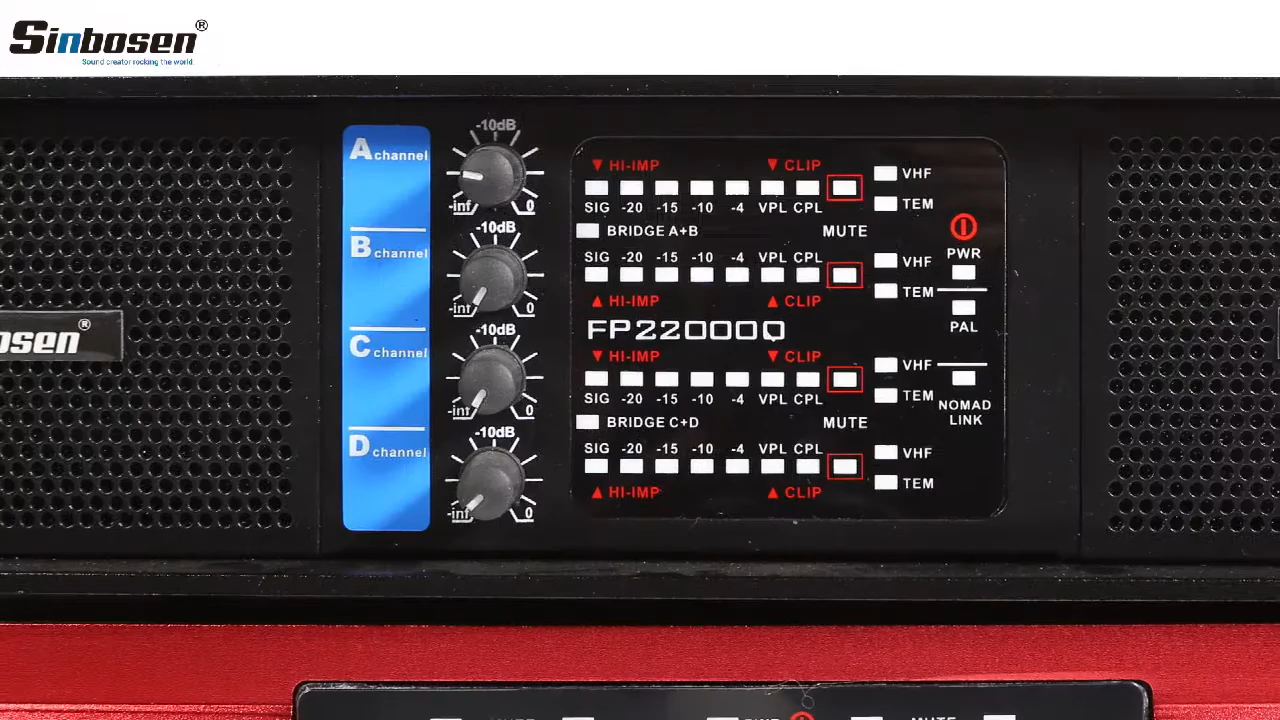 Sinbosen®
Sound creator rocking the world.
osen®
A channel
B channel
C channel
D channel
-10dB
-inf 0
-10dB
-inf 0
-10dB
-inf 0
-10dB
-inf 0
▼ HI-IMP ▼ CLIP
SIG -20 -15 -10 -4 VPL CPL
VHF
TEM
BRIDGE A+B MUTE
SIG -20 -15 -10 -4 VPL CPL
VHF
TEM
▲ HI-IMP ▲ CLIP
FP22000Q
▼ HI-IMP ▼ CLIP
SIG -20 -15 -10 -4 VPL CPL
VHF
TEM
BRIDGE C+D MUTE
SIG -20 -15 -10 -4 VPL CPL
VHF
TEM
▲ HI-IMP ▲ CLIP
PWR
PAL
NOMAD
LINK